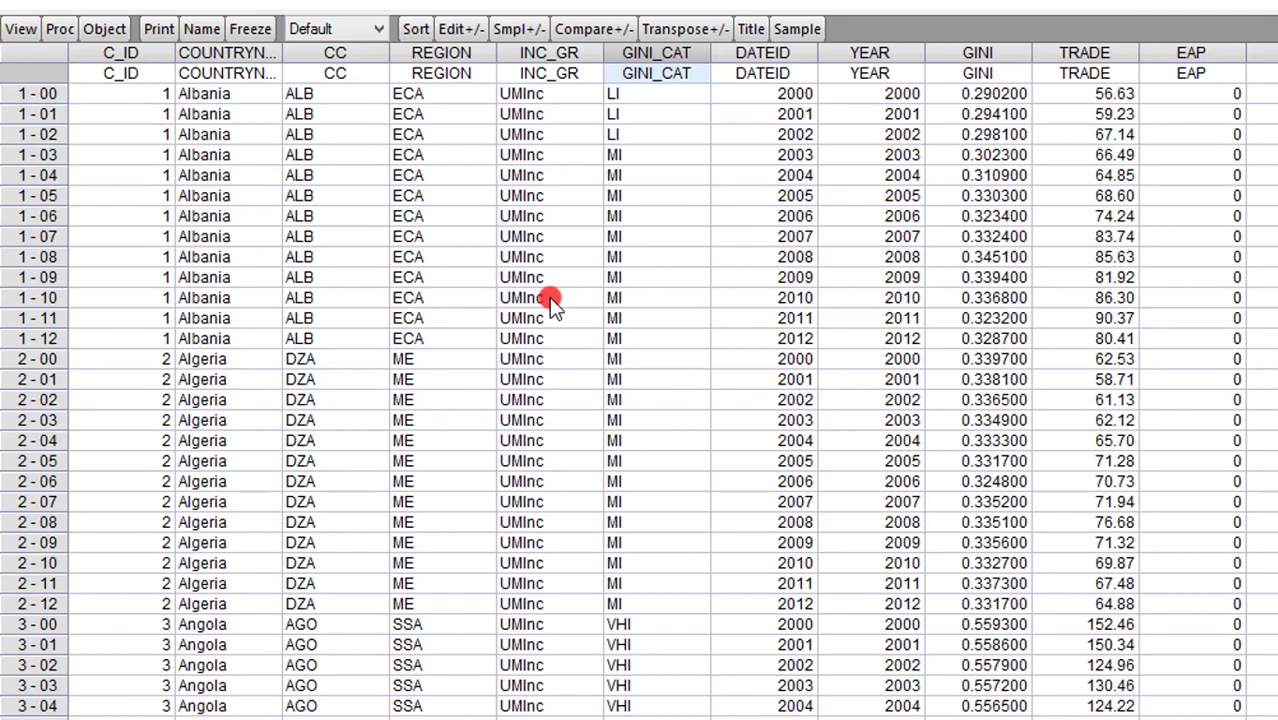 View Proc Object Print Name Freeze Default Sort Edit+/- Smpl+/- Compare+/- Transpose+/- Title Sample
C_ID COUNTRYN... CC REGION INC_GR GINI_CAT DATEID YEAR GINI TRADE EAP
C_ID COUNTRYN... CC REGION INC_GR GINI_CAT DATEID YEAR GINI TRADE EAP
1 - 00 1 Albania ALB ECA UMInc LI 2000 2000 0.290200 56.63 0
1 - 01 1 Albania ALB ECA UMInc LI 2001 2001 0.294100 59.23 0
1 - 02 1 Albania ALB ECA UMInc LI 2002 2002 0.298100 67.14 0
1 - 03 1 Albania ALB ECA UMInc MI 2003 2003 0.302300 66.49 0
1 - 04 1 Albania ALB ECA UMInc MI 2004 2004 0.310900 64.85 0
1 - 05 1 Albania ALB ECA UMInc MI 2005 2005 0.330300 68.60 0
1 - 06 1 Albania ALB ECA UMInc MI 2006 2006 0.323400 74.24 0
1 - 07 1 Albania ALB ECA UMInc MI 2007 2007 0.332400 83.74 0
1 - 08 1 Albania ALB ECA UMInc MI 2008 2008 0.345100 85.63 0
1 - 09 1 Albania ALB ECA UMInc MI 2009 2009 0.339400 81.92 0
1 - 10 1 Albania ALB ECA UMInc MI 2010 2010 0.336800 86.30 0
1 - 11 1 Albania ALB ECA UMInc MI 2011 2011 0.323200 90.37 0
1 - 12 1 Albania ALB ECA UMInc MI 2012 2012 0.328700 80.41 0
2 - 00 2 Algeria DZA ME UMInc MI 2000 2000 0.339700 62.53 0
2 - 01 2 Algeria DZA ME UMInc MI 2001 2001 0.338100 58.71 0
2 - 02 2 Algeria DZA ME UMInc MI 2002 2002 0.336500 61.13 0
2 - 03 2 Algeria DZA ME UMInc MI 2003 2003 0.334900 62.12 0
2 - 04 2 Algeria DZA ME UMInc MI 2004 2004 0.333300 65.70 0
2 - 05 2 Algeria DZA ME UMInc MI 2005 2005 0.331700 71.28 0
2 - 06 2 Algeria DZA ME UMInc MI 2006 2006 0.324800 70.73 0
2 - 07 2 Algeria DZA ME UMInc MI 2007 2007 0.335200 71.94 0
2 - 08 2 Algeria DZA ME UMInc MI 2008 2008 0.335100 76.68 0
2 - 09 2 Algeria DZA ME UMInc MI 2009 2009 0.335600 71.32 0
2 - 10 2 Algeria DZA ME UMInc MI 2010 2010 0.332700 69.87 0
2 - 11 2 Algeria DZA ME UMInc MI 2011 2011 0.337300 67.48 0
2 - 12 2 Algeria DZA ME UMInc MI 2012 2012 0.331700 64.88 0
3 - 00 3 Angola AGO SSA UMInc VHI 2000 2000 0.559300 152.46 0
3 - 01 3 Angola AGO SSA UMInc VHI 2001 2001 0.558600 150.34 0
3 - 02 3 Angola AGO SSA UMInc VHI 2002 2002 0.557900 124.96 0
3 - 03 3 Angola AGO SSA UMInc VHI 2003 2003 0.557200 130.46 0
3 - 04 3 Angola AGO SSA UMInc VHI 2004 2004 0.556500 124.22 0